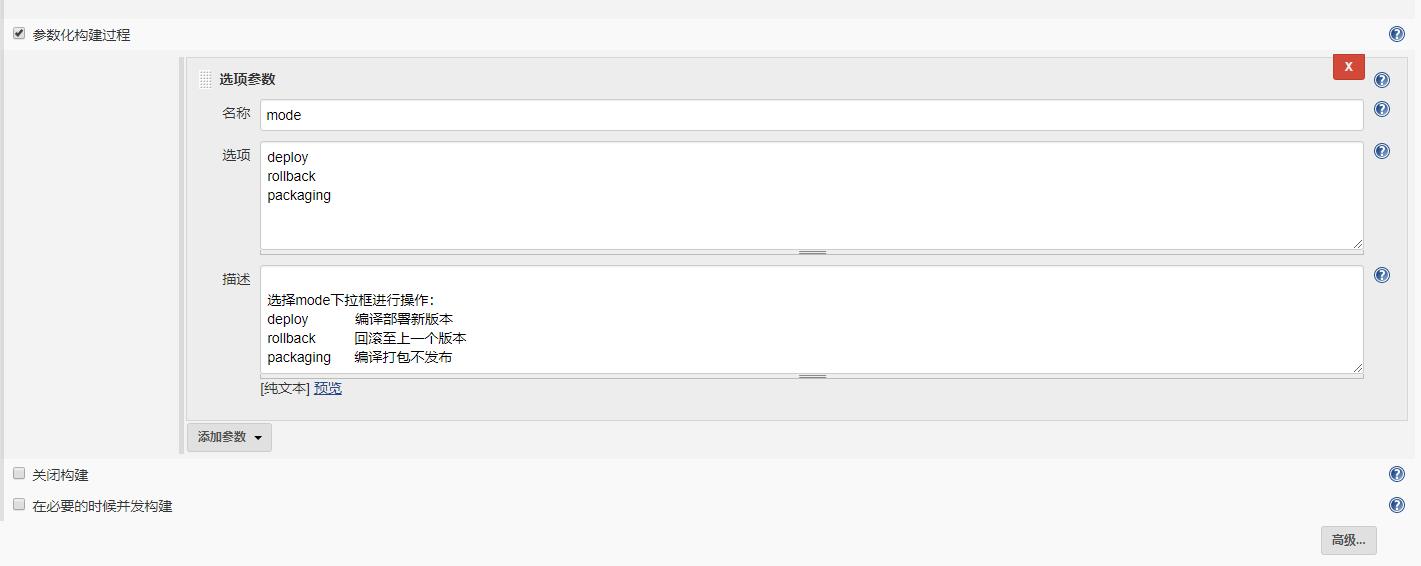 参数化构建过程
X
选项参数
名称
mode
选项
deploy
rollback
packaging
描述
选择mode下拉框进行操作:
deploy 编译部署新版本
rollback 回滚至上一个版本
packaging 编译打包不发布
[纯文本] 预览
添加参数
关闭构建
在必要的时候并发构建
高级...